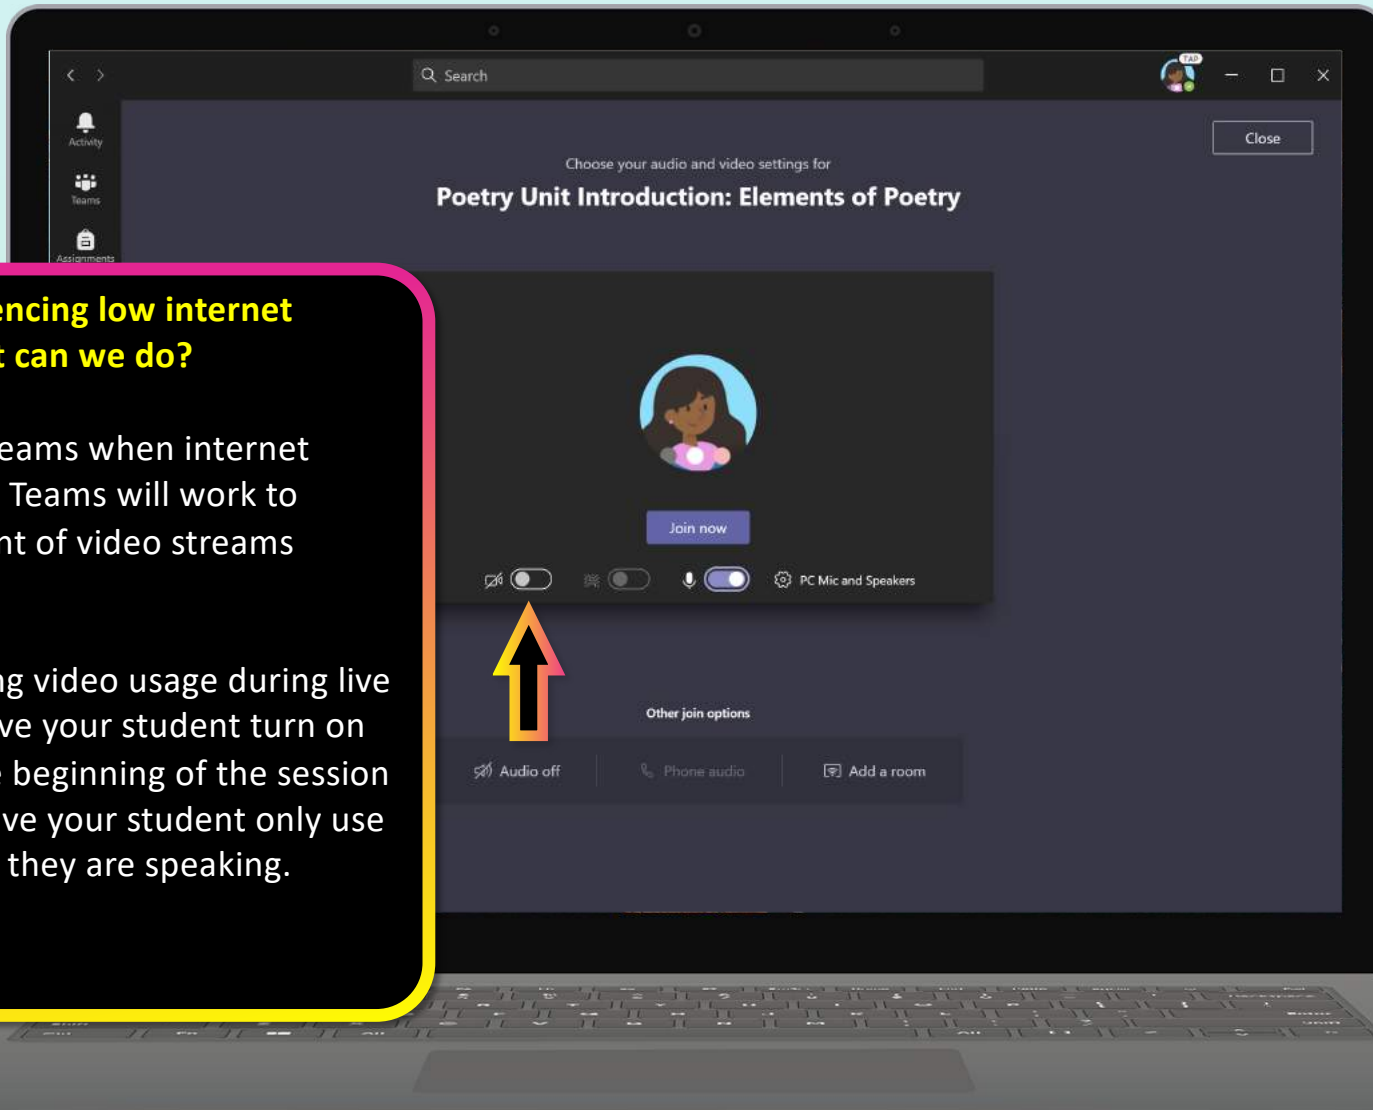 Search
TAP
Activity
Teams
Assignments
Close
Choose your audio and video settings for
Poetry Unit Introduction: Elements of Poetry
encing low internet
t can we do?
eams when internet
Teams will work to
nt of video streams
ng video usage during live
ve your student turn on
e beginning of the session
ve your student only use
they are speaking.
Join now
PC Mic and Speakers
Other join options
Audio off
Phone audio
Add a room